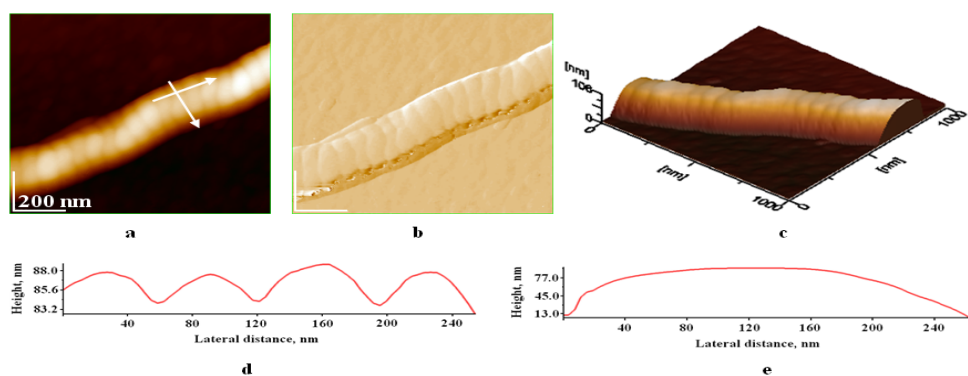 200 nm
a
b
[nm]
106
0
0
[nm]
1000
0
[nm]
1000
c
Height, nm
88.0
85.6
83.2
40
80
120
160
200
240
Lateral distance, nm
d
Height, nm
77.0
45.0
13.0
40
80
120
160
200
240
Lateral distance, nm
e